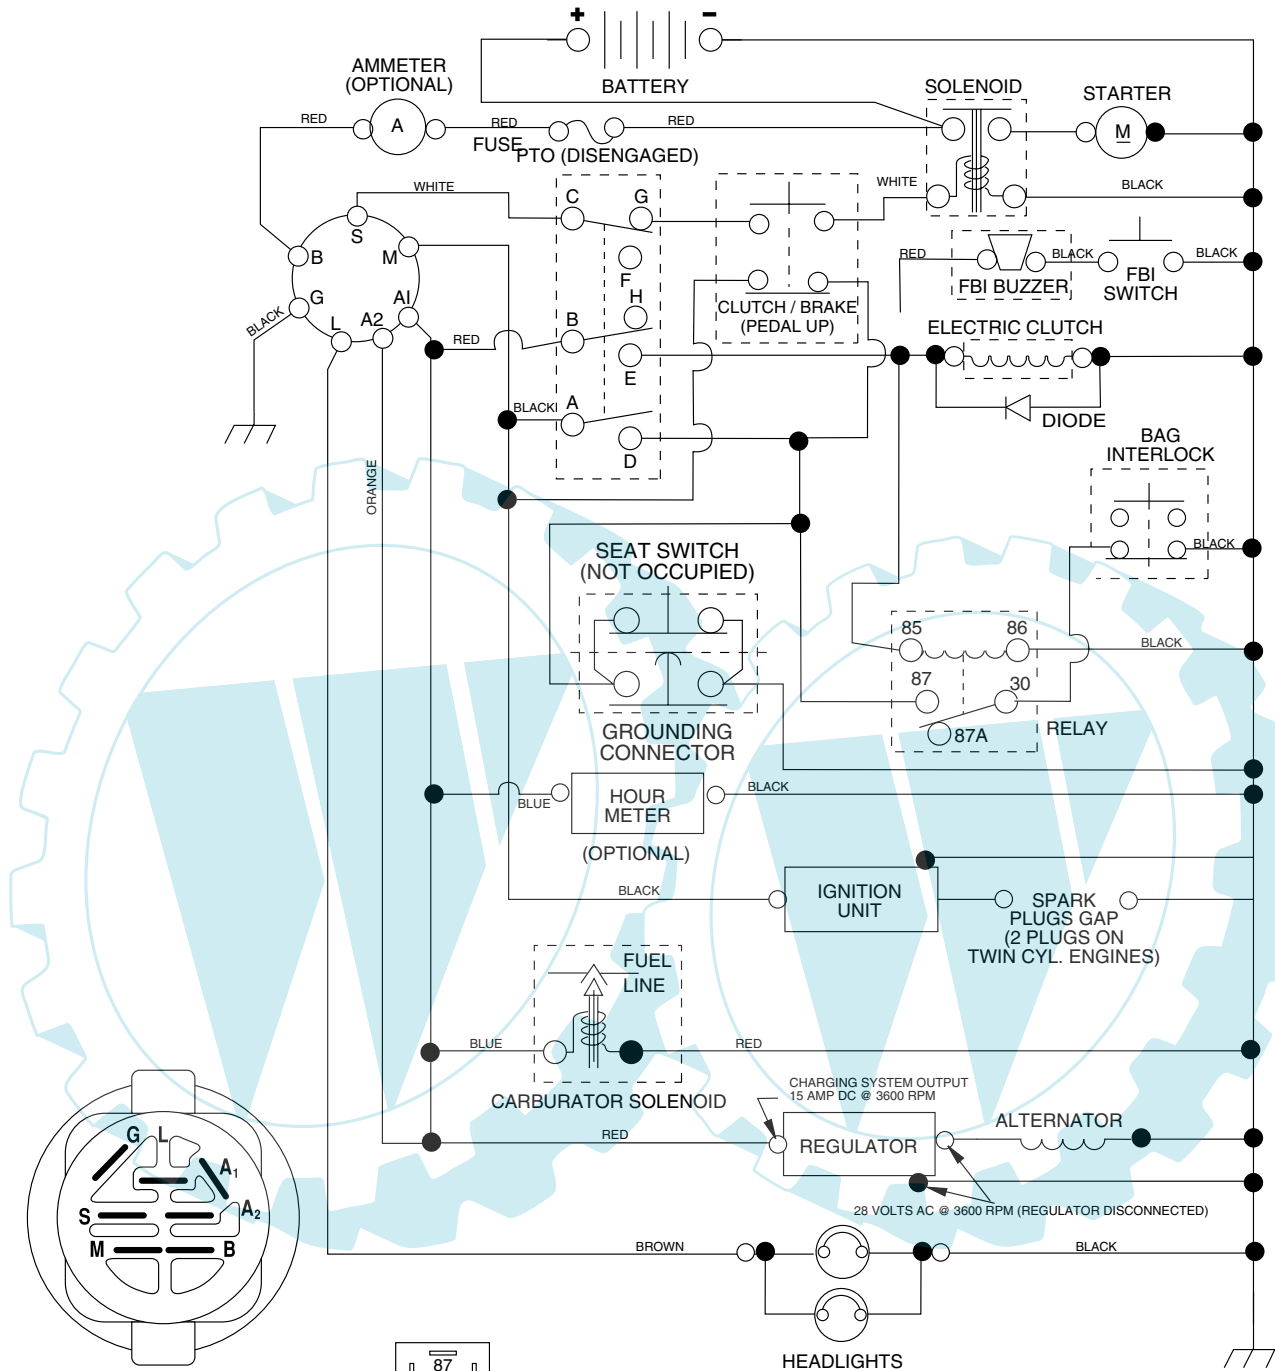 + −
BATTERY
AMMETER
(OPTIONAL)
SOLENOID
STARTER
RED
A
RED
FUSE
RED
M
PTO (DISENGAGED)
WHITE
WHITE
BLACK
C
G
S
B
M
F
RED
BLACK
BLACK
FBI BUZZER
FBI
SWITCH
CLUTCH / BRAKE
(PEDAL UP)
G
AI
H
BLACK
L
A2
ELECTRIC CLUTCH
RED
B
E
BLACK
A
DIODE
D
BAG
INTERLOCK
ORANGE
BLACK
SEAT SWITCH
(NOT OCCUPIED)
85
86
BLACK
87
30
87A
RELAY
GROUNDING
CONNECTOR
BLUE
HOUR
METER
BLACK
(OPTIONAL)
BLACK
IGNITION
UNIT
SPARK
PLUGS GAP
(2 PLUGS ON
TWIN CYL. ENGINES)
FUEL
LINE
BLUE
RED
CARBURATOR SOLENOID
CHARGING SYSTEM OUTPUT
15 AMP DC @ 3600 RPM
RED
REGULATOR
ALTERNATOR
28 VOLTS AC @ 3600 RPM (REGULATOR DISCONNECTED)
G L
A1
S
A2
M
B
BROWN
BLACK
HEADLIGHTS
87